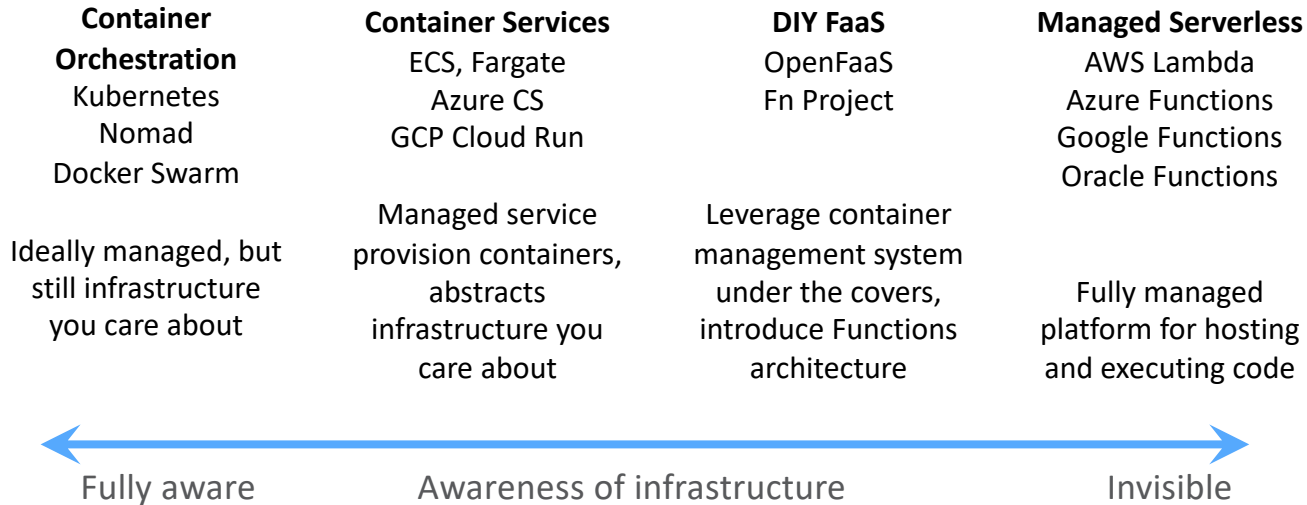 Container
Orchestration
Kubernetes
Nomad
Docker Swarm
Ideally managed, but
still infrastructure
you care about
Container Services
ECS, Fargate
Azure CS
GCP Cloud Run
Managed service
provision containers,
abstracts
infrastructure you
care about
DIY FaaS
OpenFaaS
Fn Project
Leverage container
management system
under the covers,
introduce Functions
architecture
Managed Serverless
AWS Lambda
Azure Functions
Google Functions
Oracle Functions
Fully managed
platform for hosting
and executing code
Fully aware
Awareness of infrastructure
Invisible